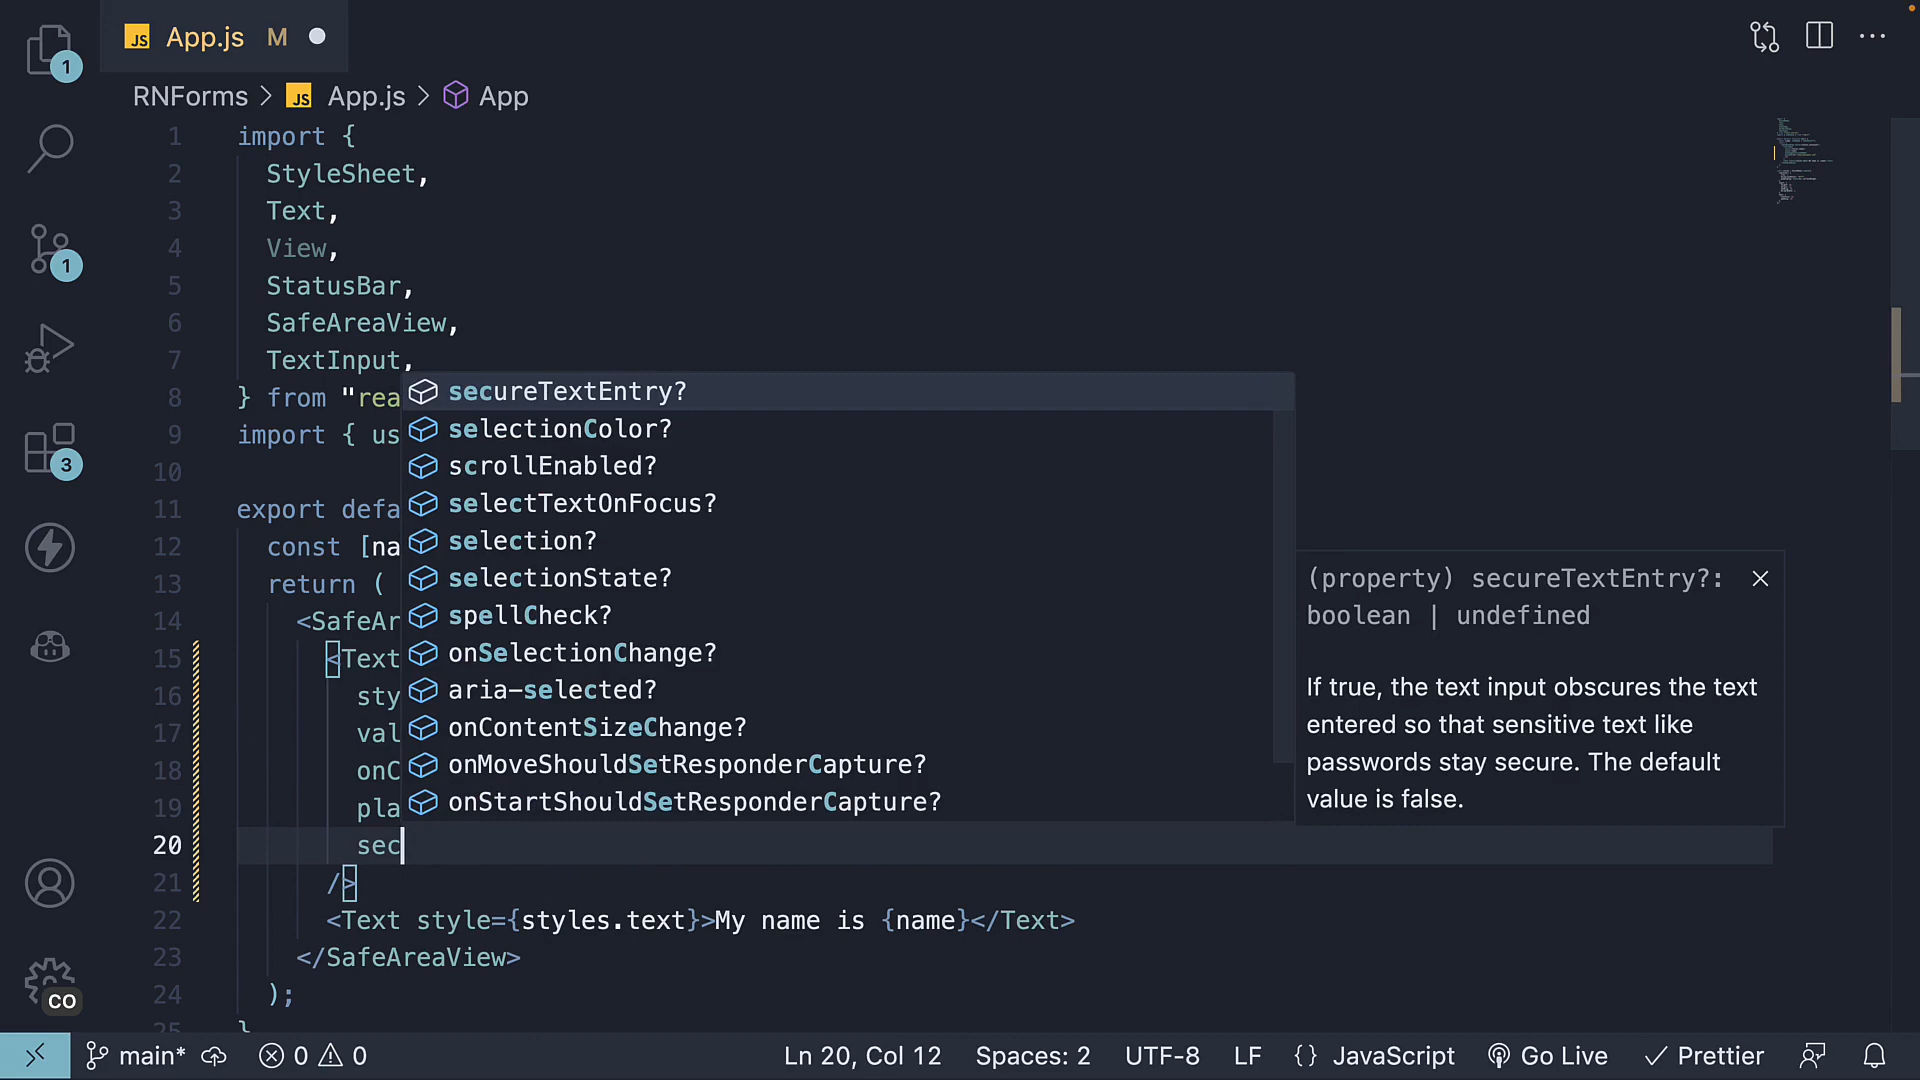 JS App.js M
RNForms > JS App.js > App
1 import {
2 StyleSheet,
3 Text,
4 View,
5 StatusBar,
6 SafeAreaView,
7 TextInput,
8 } from "rea
9 import { us
10
11 export defa
12 const [na
13 return (
14 <SafeAr
15 <Text
16 sty
17 val
18 onC
19 pla
20 sec
21 />
22 <Text style={styles.text}>My name is {name}</Text>
23 </SafeAreaView>
24 );
25 }
secureTextEntry?
selectionColor?
scrollEnabled?
selectTextOnFocus?
selection?
selectionState?
spellCheck?
onSelectionChange?
aria-selected?
onContentSizeChange?
onMoveShouldSetResponderCapture?
onStartShouldSetResponderCapture?
(property) secureTextEntry?:
boolean | undefined
If true, the text input obscures the text
entered so that sensitive text like
passwords stay secure. The default
value is false.
1
1
3
CO
main* 0 0 Ln 20, Col 12 Spaces: 2 UTF-8 LF {} JavaScript Go Live Prettier